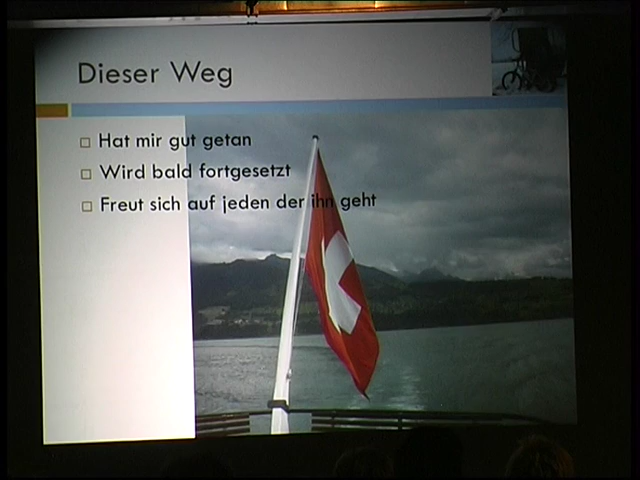 Dieser Weg
Hat mir gut getan
Wird bald fortgesetzt
Freut sich auf jeden der ihn geht